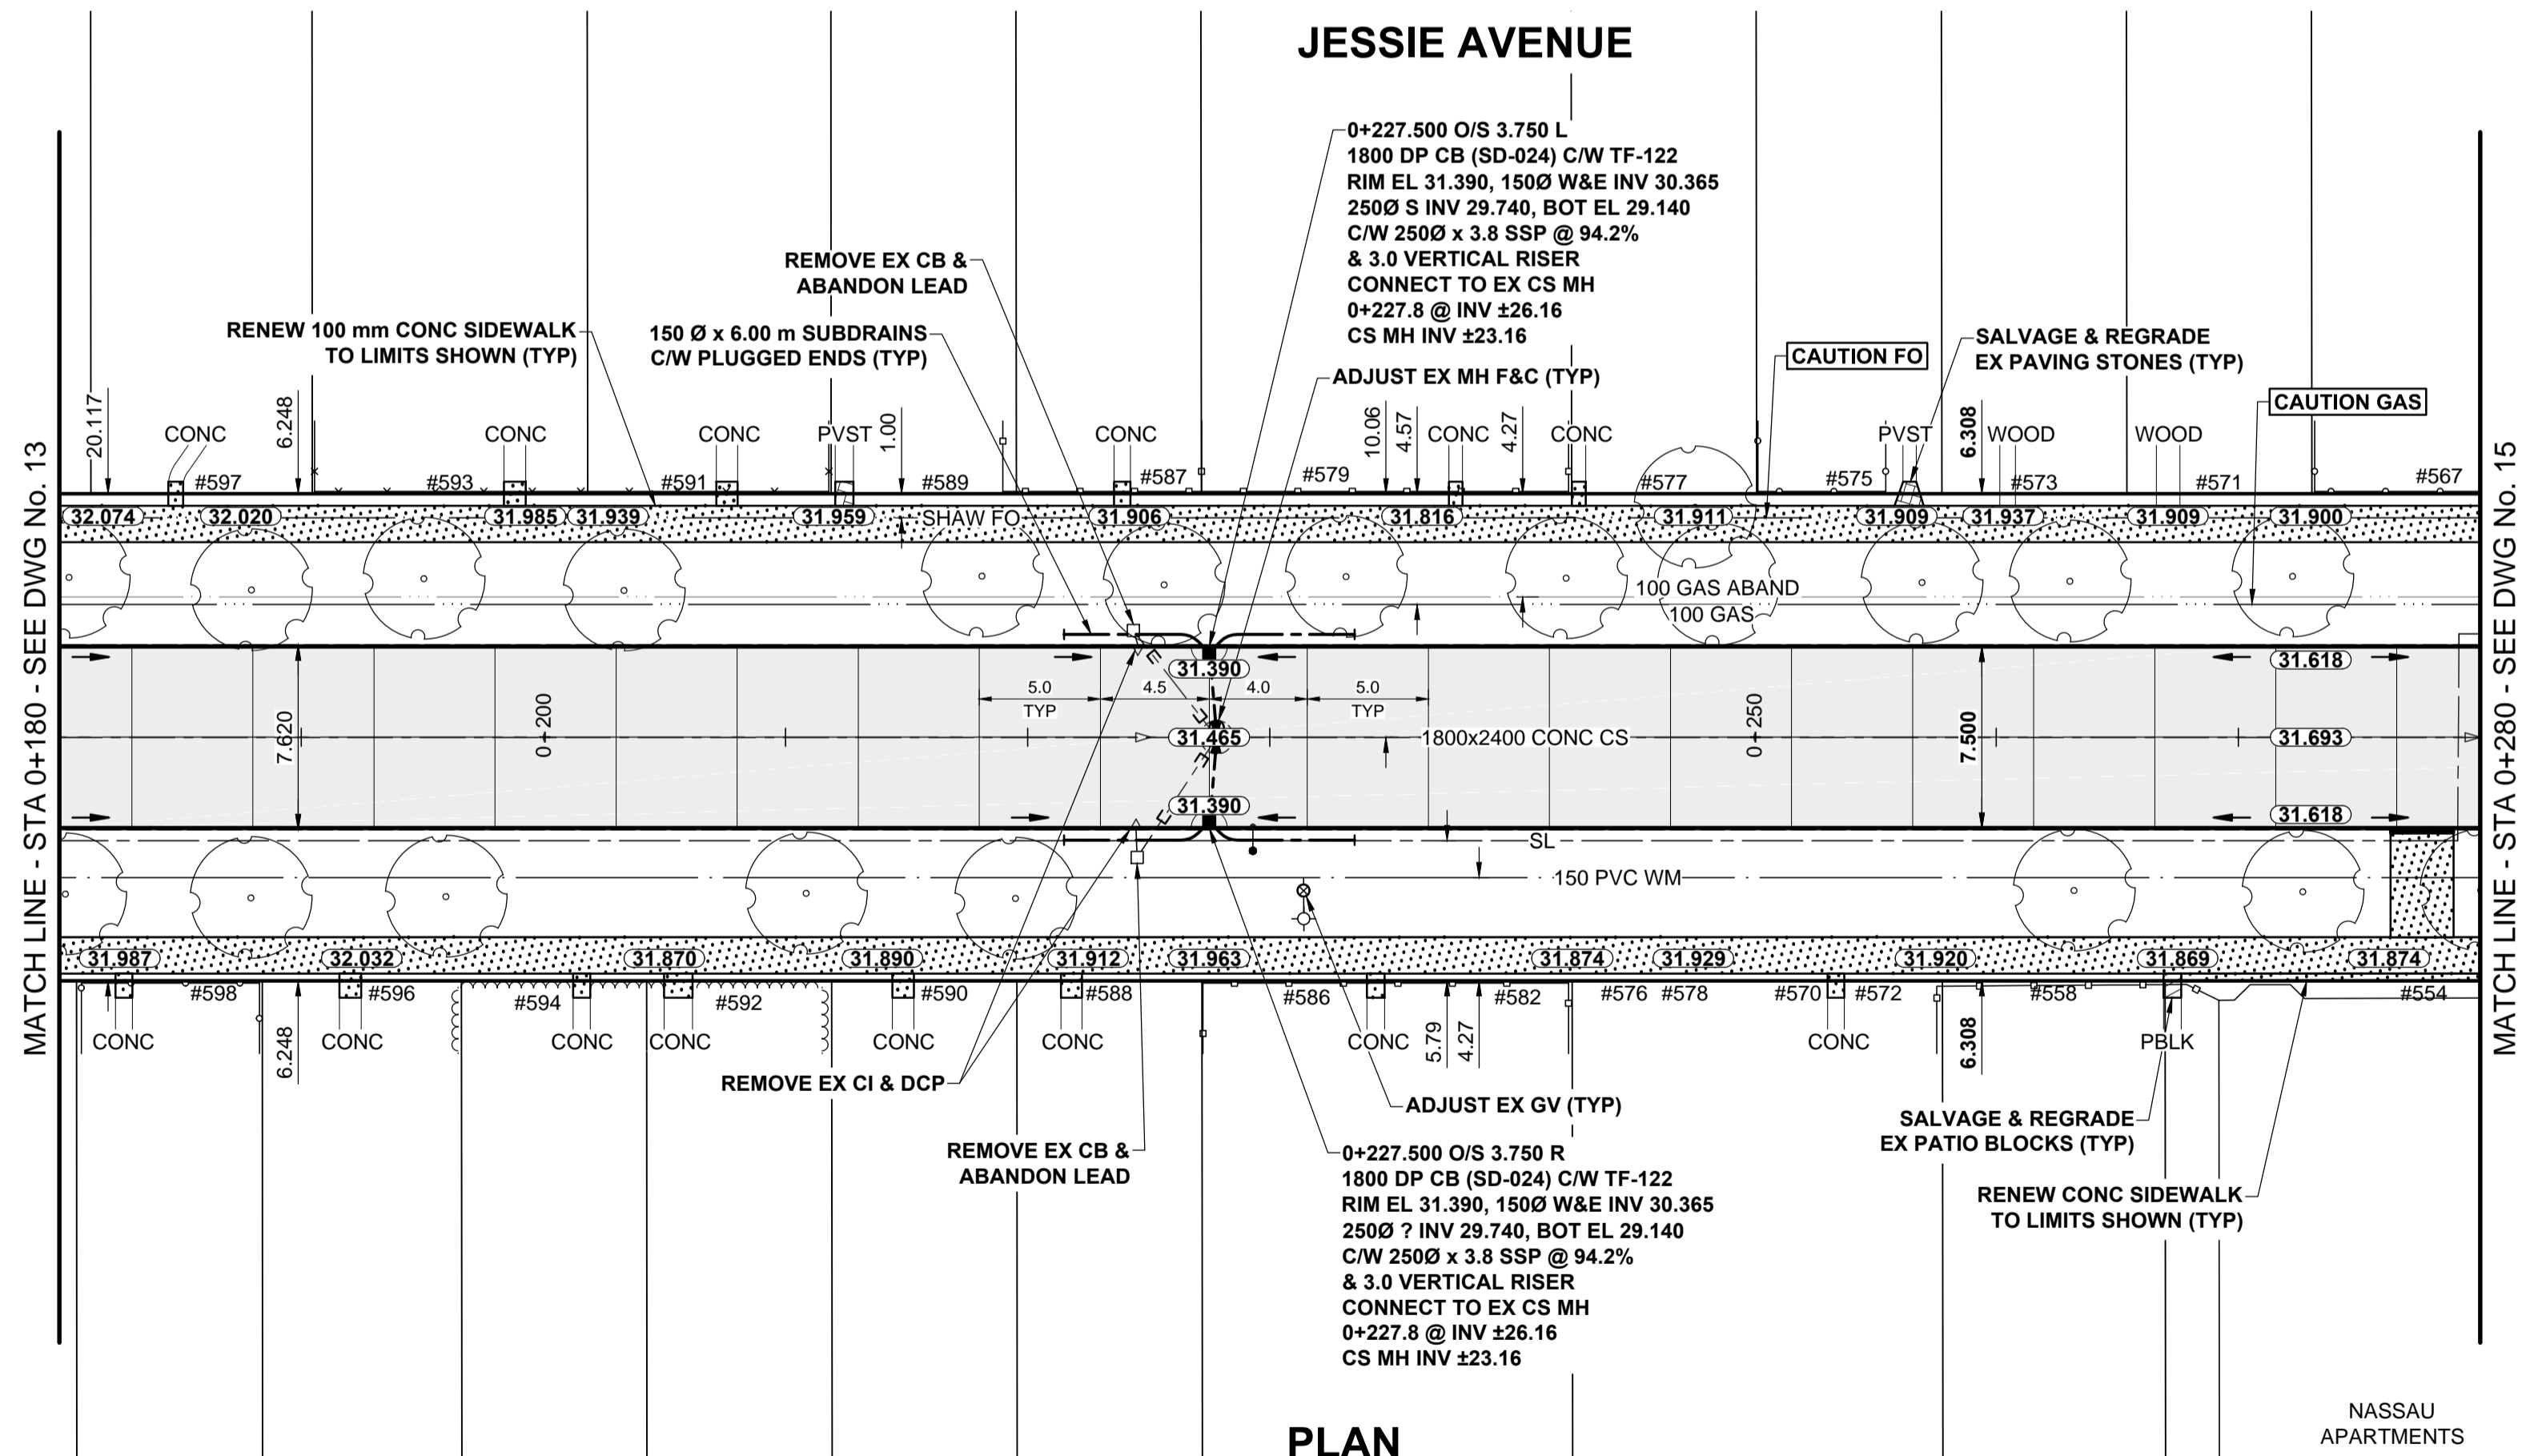 JESSIE AVENUE
0+227.500 O/S 3.750 L
1800 DP CB (SD-024) C/W TF-122
RIM EL 31.390, 150Ø W&E INV 30.365
250Ø S INV 29.740, BOT EL 29.140
C/W 250Ø x 3.8 SSP @ 94.2%
& 3.0 VERTICAL RISER
CONNECT TO EX CS MH
0+227.8 @ INV ±26.16
CS MH INV ±23.16
REMOVE EX CB &
ABANDON LEAD
RENEW 100 mm CONC SIDEWALK
TO LIMITS SHOWN (TYP)
150 Ø x 6.00 m SUBDRAINS
C/W PLUGGED ENDS (TYP)
ADJUST EX MH F&C (TYP)
CAUTION FO
SALVAGE & REGRADE
EX PAVING STONES (TYP)
CAUTION GAS
20.117
CONC
6.248
CONC
CONC
PVST
1.00
CONC
10.06
4.57
CONC
4.27
CONC
PVST
6.308
WOOD
WOOD
#597
#593
#591
#589
#587
#579
#577
#575
#573
#571
#567
32.074
32.020
31.985
31.939
31.959
SHAW FO
31.906
31.816
31.911
31.909
31.937
31.909
31.900
100 GAS ABAND
100 GAS
MATCH LINE - STA 0+180 - SEE DWG No. 13
MATCH LINE - STA 0+280 - SEE DWG No. 15
31.390
31.618
5.0
TYP
4.5
4.0
5.0
TYP
7.620
0+200
31.465
1800x2400 CONC CS
0+250
7.500
31.693
31.390
31.618
SL
150 PVC WM
31.987
32.032
31.870
31.890
31.912
31.963
31.874
31.929
31.920
31.869
31.874
#598
#596
#594
#592
#590
#588
#586
#582
#576
#578
#570
#572
#558
#554
CONC
6.248
CONC
CONC
CONC
CONC
CONC
CONC
5.79
4.27
CONC
6.308
PBLK
REMOVE EX CI & DCP
ADJUST EX GV (TYP)
SALVAGE & REGRADE
EX PATIO BLOCKS (TYP)
REMOVE EX CB &
ABANDON LEAD
0+227.500 O/S 3.750 R
1800 DP CB (SD-024) C/W TF-122
RIM EL 31.390, 150Ø W&E INV 30.365
250Ø ? INV 29.740, BOT EL 29.140
C/W 250Ø x 3.8 SSP @ 94.2%
& 3.0 VERTICAL RISER
CONNECT TO EX CS MH
0+227.8 @ INV ±26.16
CS MH INV ±23.16
RENEW CONC SIDEWALK
TO LIMITS SHOWN (TYP)
NASSAU
APARTMENTS
PLAN